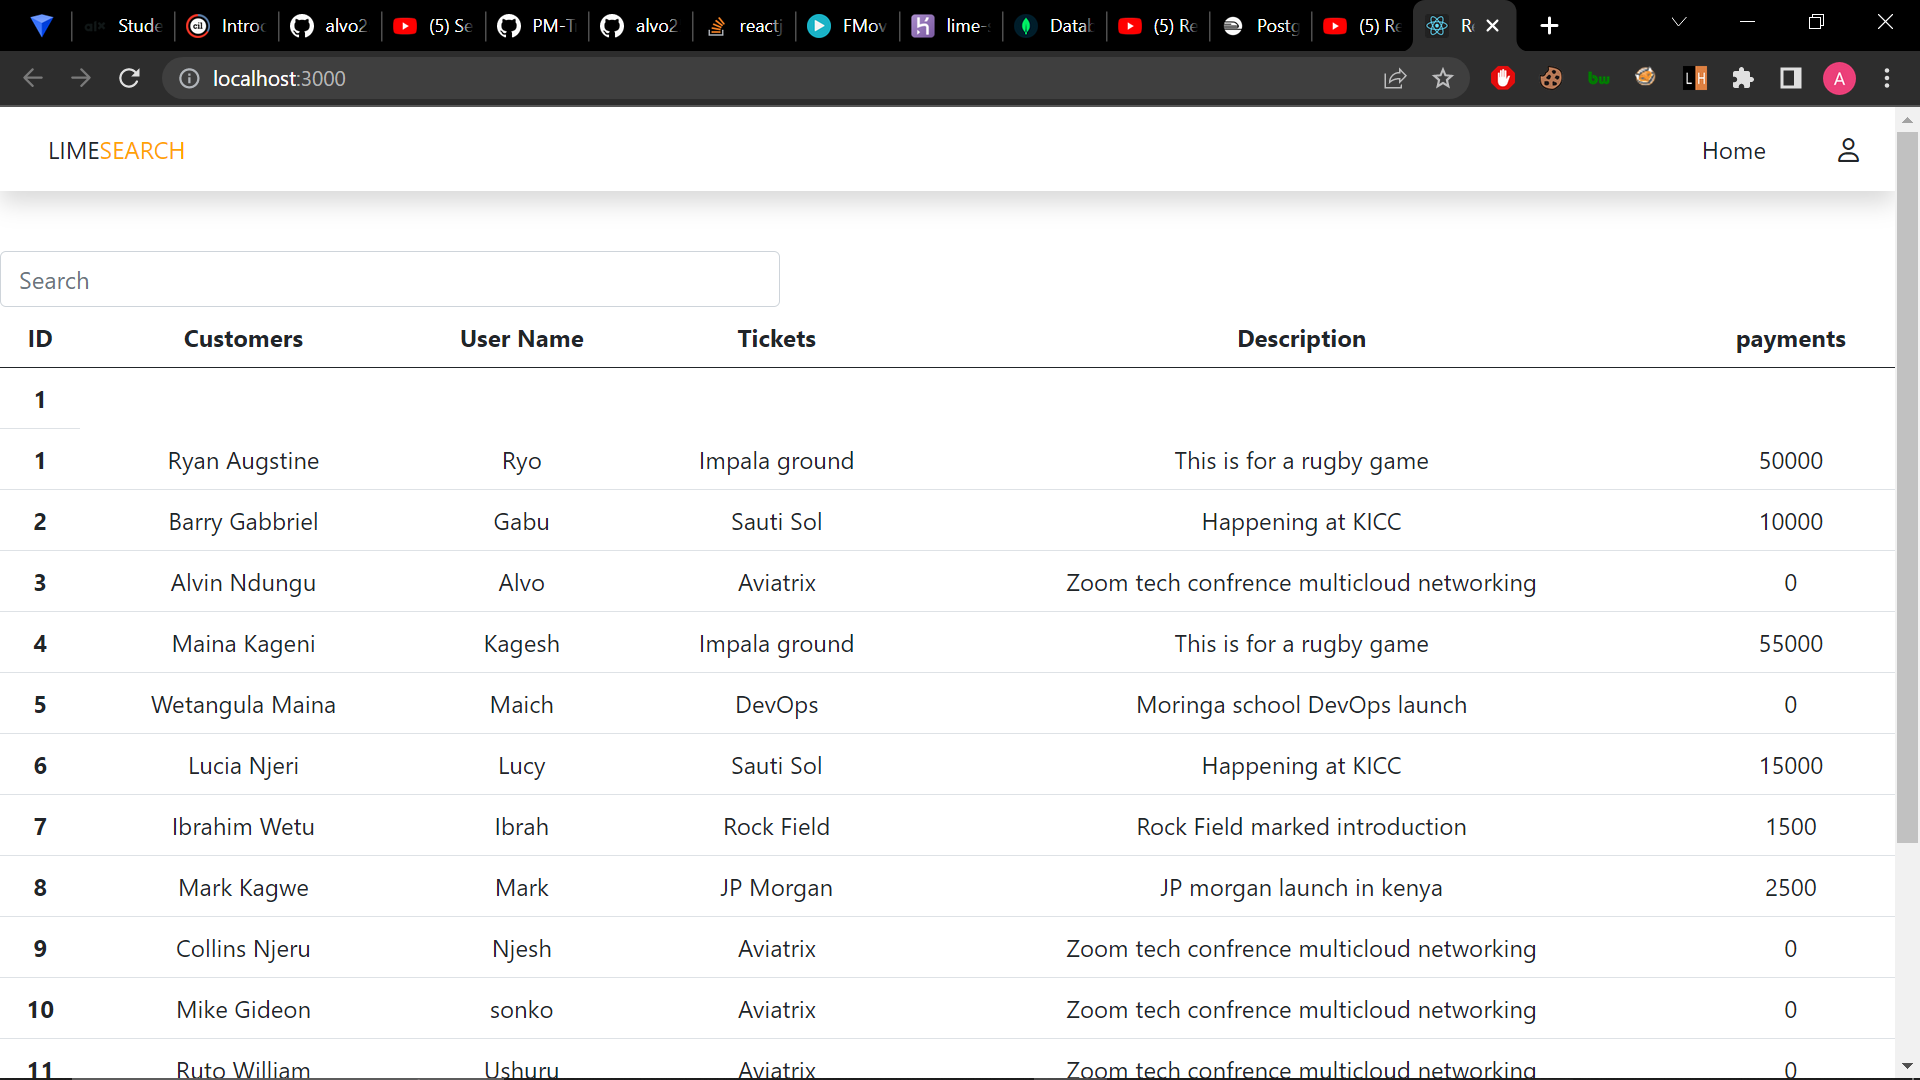 Stude Introd alvo2 (5) Se PM-T alvo2 reactj FMov lime- Datab (5) Re Postg (5) Re Re
localhost:3000 bw LH A
LIMESEARCH Home
Search
ID Customers User Name Tickets Description payments
1
1 Ryan Augstine Ryo Impala ground This is for a rugby game 50000
2 Barry Gabbriel Gabu Sauti Sol Happening at KICC 10000
3 Alvin Ndungu Alvo Aviatrix Zoom tech confrence multicloud networking 0
4 Maina Kageni Kagesh Impala ground This is for a rugby game 55000
5 Wetangula Maina Maich DevOps Moringa school DevOps launch 0
6 Lucia Njeri Lucy Sauti Sol Happening at KICC 15000
7 Ibrahim Wetu Ibrah Rock Field Rock Field marked introduction 1500
8 Mark Kagwe Mark JP Morgan JP morgan launch in kenya 2500
9 Collins Njeru Njesh Aviatrix Zoom tech confrence multicloud networking 0
10 Mike Gideon sonko Aviatrix Zoom tech confrence multicloud networking 0
11 Ruto William Ushuru Aviatrix Zoom tech confrence multicloud networking 0